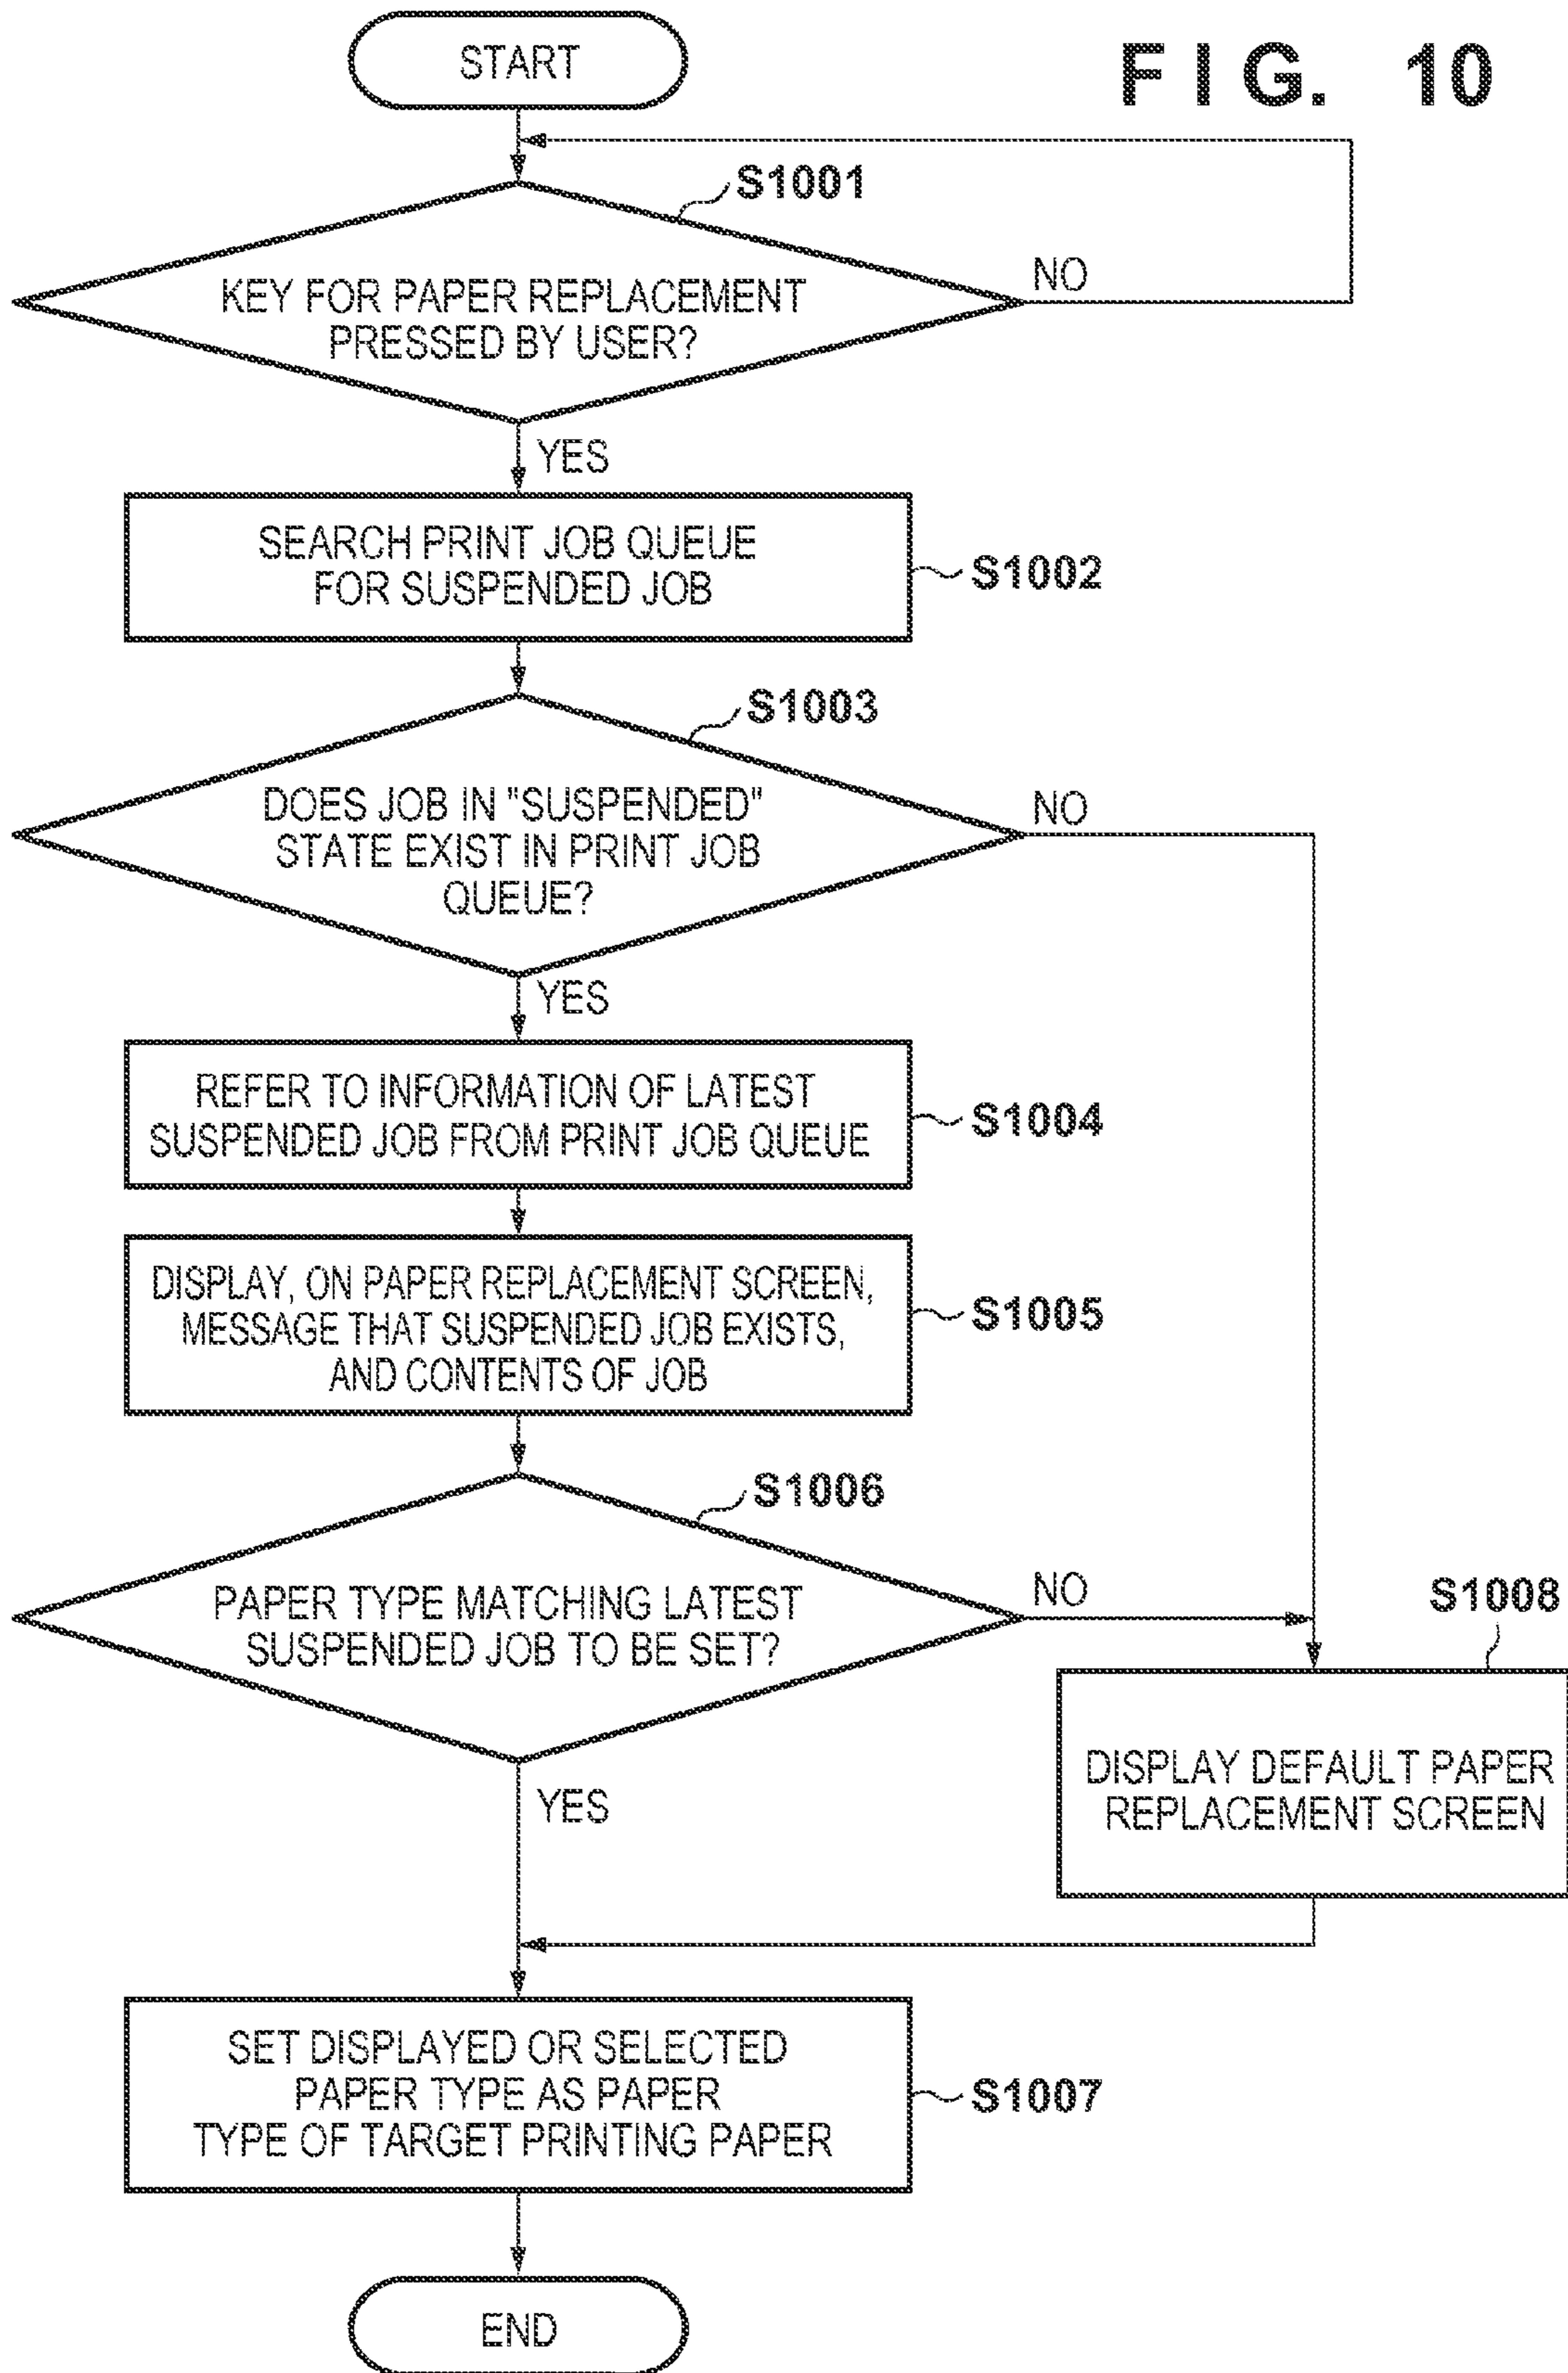 START
FIG. 10
S1001
KEY FOR PAPER REPLACEMENT
PRESSED BY USER?
NO
YES
SEARCH PRINT JOB QUEUE
FOR SUSPENDED JOB
S1002
S1003
DOES JOB IN "SUSPENDED"
STATE EXIST IN PRINT JOB
QUEUE?
NO
YES
REFER TO INFORMATION OF LATEST
SUSPENDED JOB FROM PRINT JOB QUEUE
S1004
DISPLAY, ON PAPER REPLACEMENT SCREEN,
MESSAGE THAT SUSPENDED JOB EXISTS,
AND CONTENTS OF JOB
S1005
S1006
PAPER TYPE MATCHING LATEST
SUSPENDED JOB TO BE SET?
NO
YES
S1008
DISPLAY DEFAULT PAPER
REPLACEMENT SCREEN
SET DISPLAYED OR SELECTED
PAPER TYPE AS PAPER
TYPE OF TARGET PRINTING PAPER
S1007
END